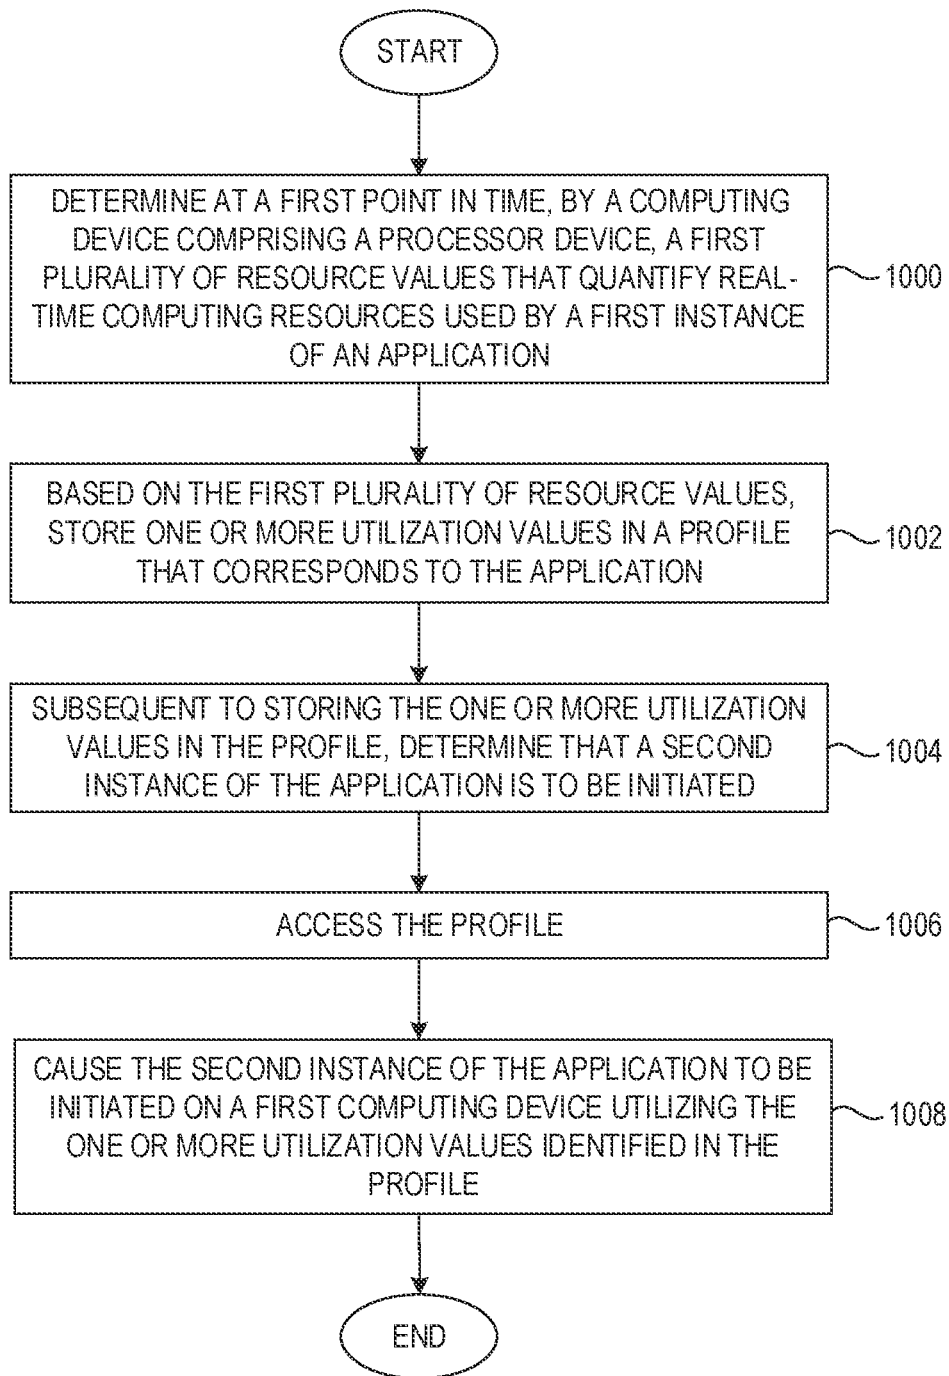 START
DETERMINE AT A FIRST POINT IN TIME, BY A COMPUTING
DEVICE COMPRISING A PROCESSOR DEVICE, A FIRST
PLURALITY OF RESOURCE VALUES THAT QUANTIFY REAL-
TIME COMPUTING RESOURCES USED BY A FIRST INSTANCE
OF AN APPLICATION
1000
BASED ON THE FIRST PLURALITY OF RESOURCE VALUES,
STORE ONE OR MORE UTILIZATION VALUES IN A PROFILE
THAT CORRESPONDS TO THE APPLICATION
1002
SUBSEQUENT TO STORING THE ONE OR MORE UTILIZATION
VALUES IN THE PROFILE, DETERMINE THAT A SECOND
INSTANCE OF THE APPLICATION IS TO BE INITIATED
1004
ACCESS THE PROFILE
1006
CAUSE THE SECOND INSTANCE OF THE APPLICATION TO BE
INITIATED ON A FIRST COMPUTING DEVICE UTILIZING THE
ONE OR MORE UTILIZATION VALUES IDENTIFIED IN THE
PROFILE
1008
END